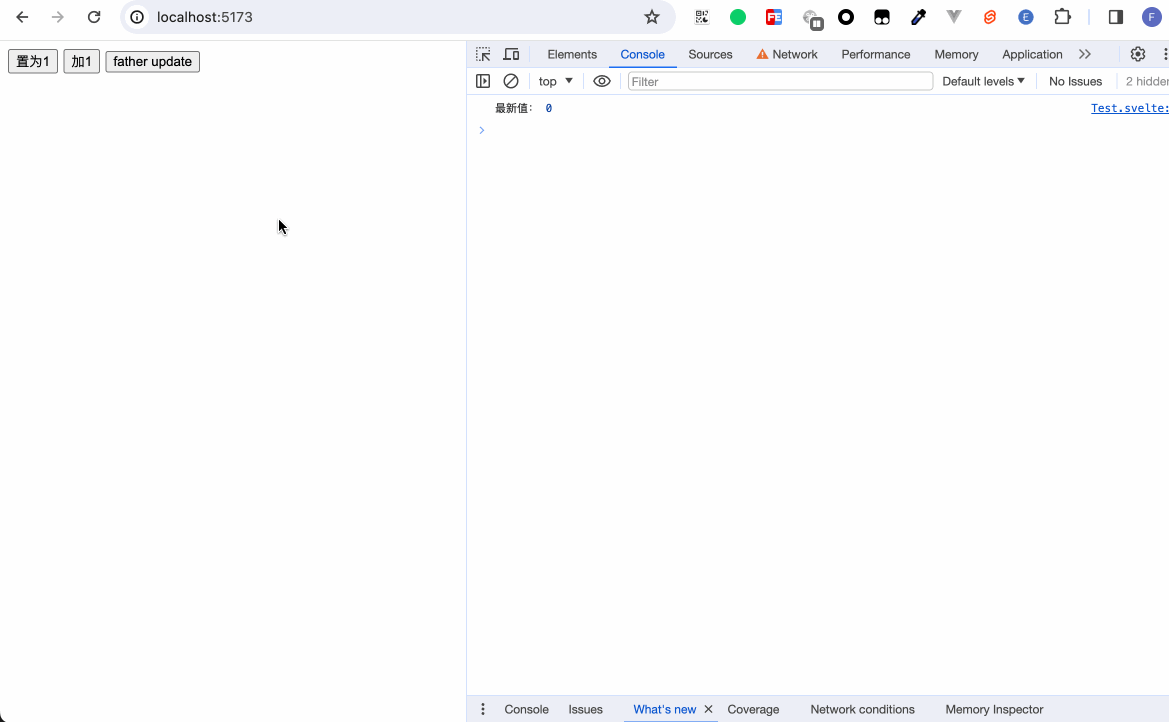 localhost:5173
FE
E
F
置为1 加1 father update
Elements Console Sources Network Performance Memory Application
top Filter Default levels No Issues 2 hidden
最新值： 0 Test.svelte:
Console Issues What's new Coverage Network conditions Memory Inspector